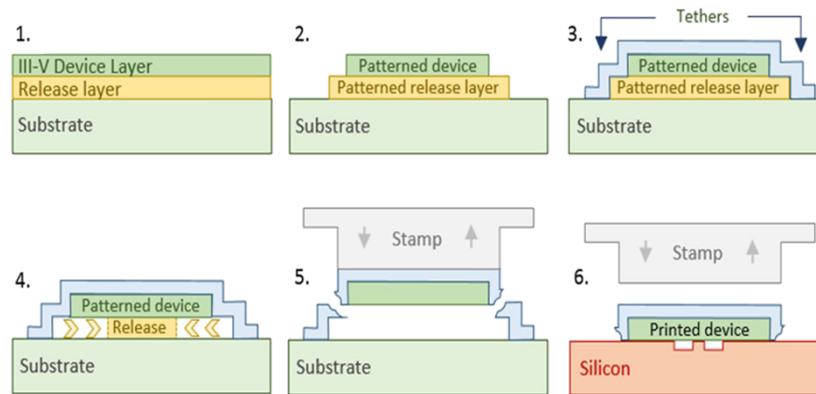 1.
III-V Device Layer
Release layer
Substrate
2.
Patterned device
Patterned release layer
Substrate
Tethers
3.
Patterned device
Patterned release layer
Substrate
4.
Patterned device
Release
Substrate
5.
Stamp
Substrate
6.
Stamp
Printed device
Silicon